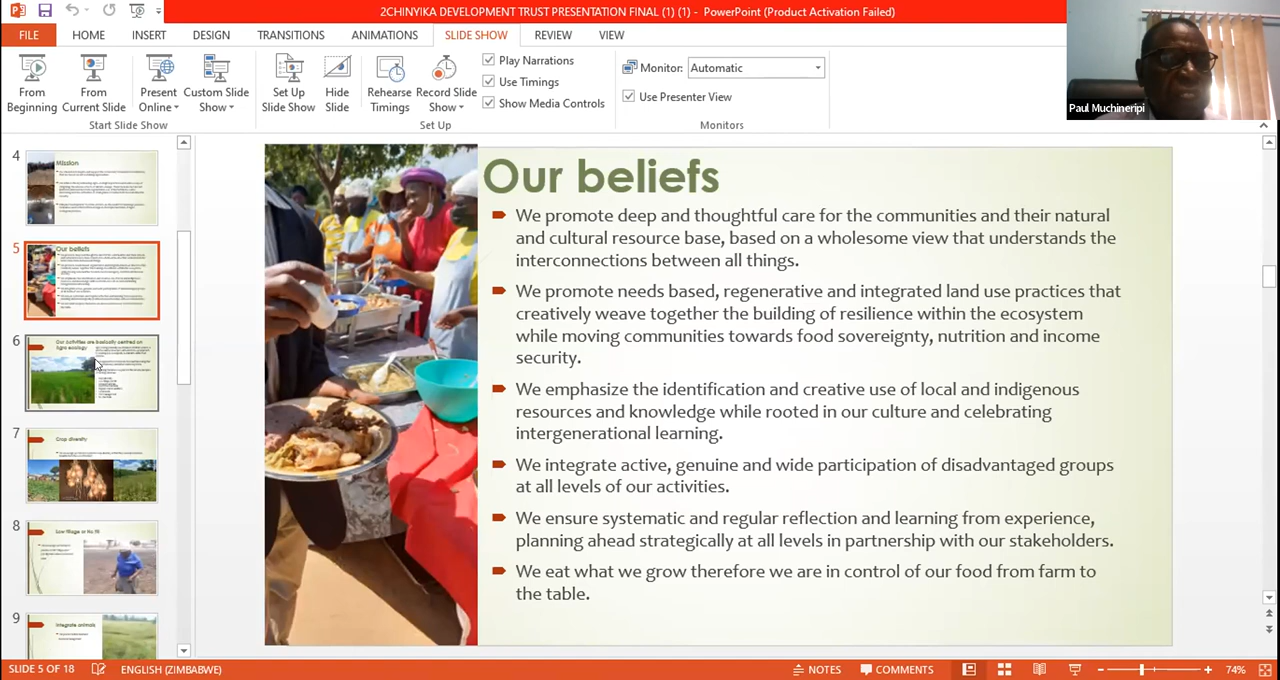 2CHINYIKA DEVELOPMENT TRUST PRESENTATION FINAL (1) (1) - PowerPoint (Product Activation Failed)
FILE HOME INSERT DESIGN TRANSITIONS ANIMATIONS SLIDE SHOW REVIEW VIEW
From Beginning
From Current Slide
Present Online
Custom Slide Show
Start Slide Show
Set Up Slide Show
Hide Slide
Rehearse Timings
Record Slide Show
Play Narrations
Use Timings
Show Media Controls
Set Up
Monitor: Automatic
Use Presenter View
Monitors
Paul Muchineripi
4
Mission
5
Our beliefs
6
Our activities are basically centred on
7
Crop diversity
8
9
Integrate animals
Our beliefs
We promote deep and thoughtful care for the communities and their natural
and cultural resource base, based on a wholesome view that understands the
interconnections between all things.
We promote needs based, regenerative and integrated land use practices that
creatively weave together the building of resilience within the ecosystem
while moving communities towards food sovereignty, nutrition and income
security.
We emphasize the identification and creative use of local and indigenous
resources and knowledge while rooted in our culture and celebrating
intergenerational learning.
We integrate active, genuine and wide participation of disadvantaged groups
at all levels of our activities.
We ensure systematic and regular reflection and learning from experience,
planning ahead strategically at all levels in partnership with our stakeholders.
We eat what we grow therefore we are in control of our food from farm to
the table.
SLIDE 5 OF 18 ENGLISH (ZIMBABWE) NOTES COMMENTS 74%